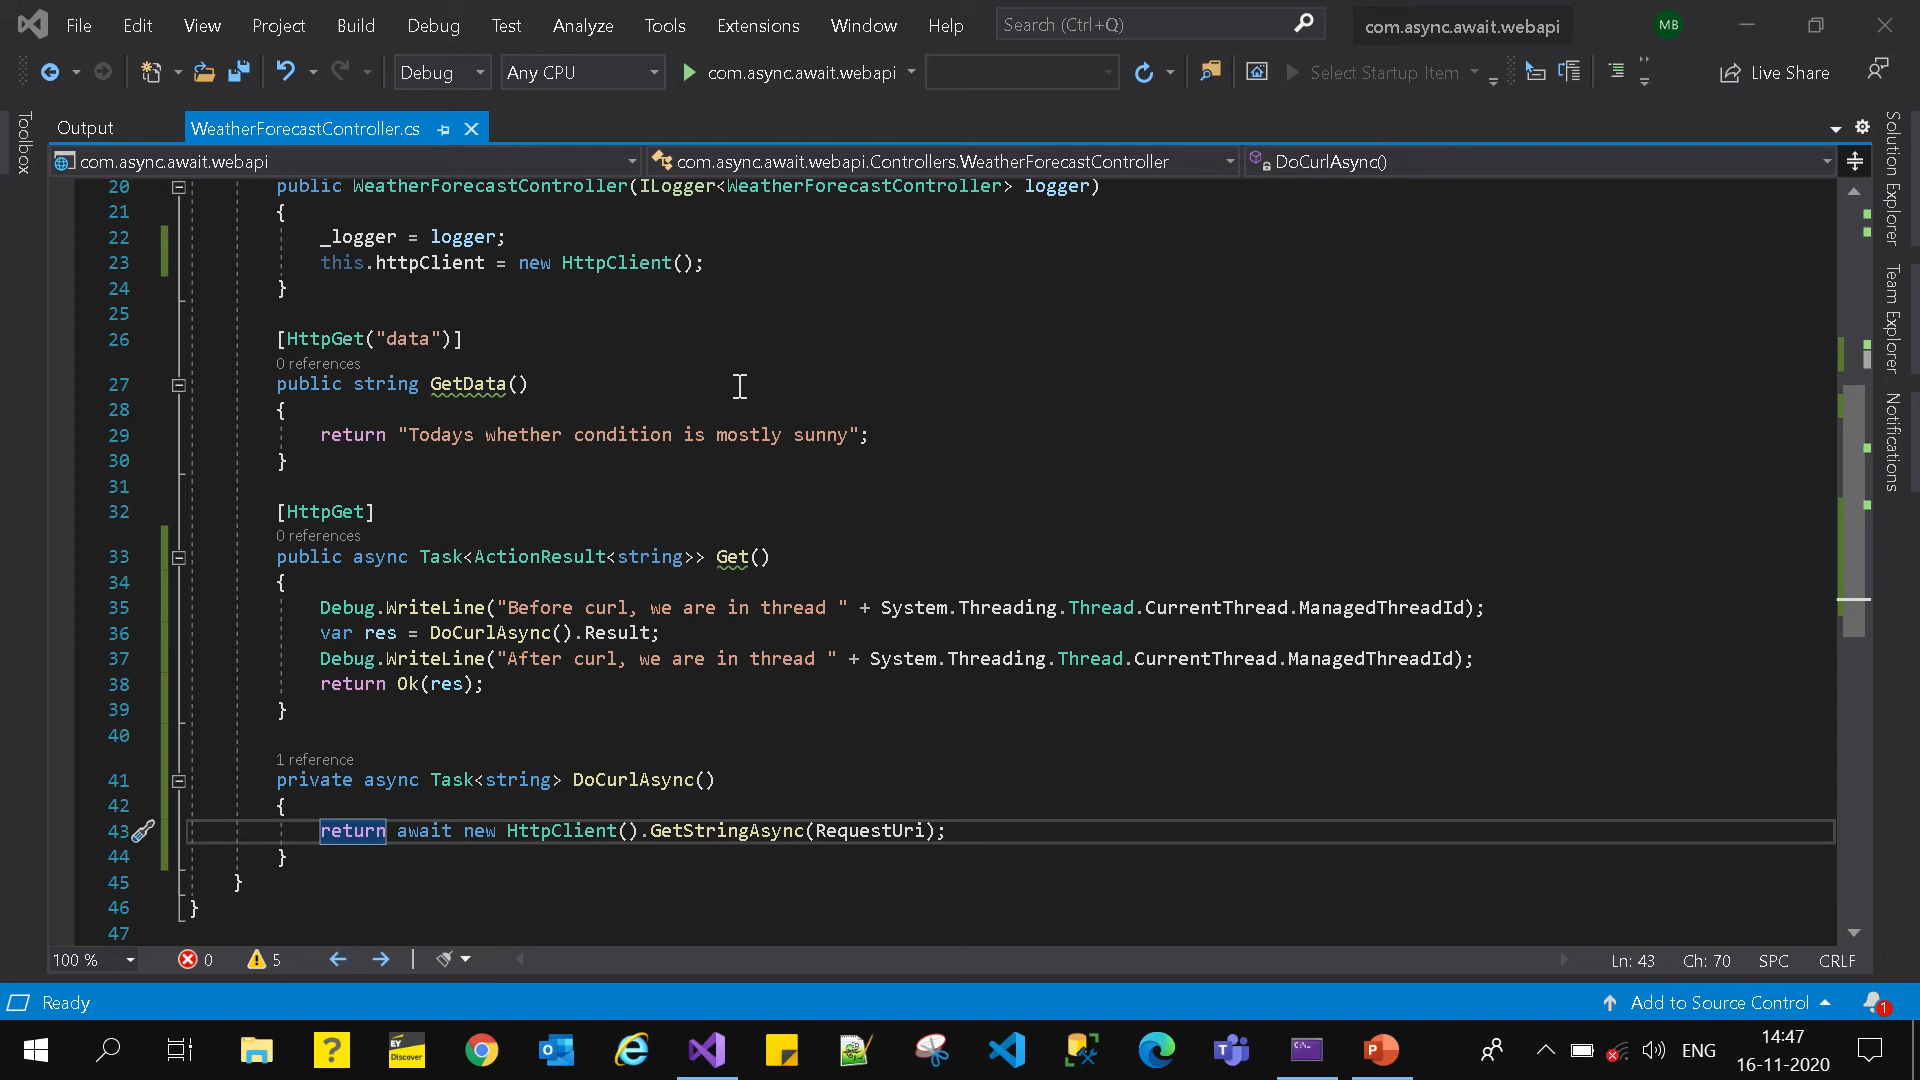 File Edit View Project Build Debug Test Analyze Tools Extensions Window Help Search (Ctrl+Q) com.async.await.webapi MB
Debug Any CPU com.async.await.webapi Select Startup Item Live Share
Toolbox
Output WeatherForecastController.cs
com.async.await.webapi com.async.await.webapi.Controllers.WeatherForecastController DoCurlAsync()
20 public WeatherForecastController(ILogger<WeatherForecastController> logger)
21 {
22 _logger = logger;
23 this.httpClient = new HttpClient();
24 }
25
26 [HttpGet("data")]
0 references
27 public string GetData()
28 {
29 return "Todays whether condition is mostly sunny";
30 }
31
32 [HttpGet]
0 references
33 public async Task<ActionResult<string>> Get()
34 {
35 Debug.WriteLine("Before curl, we are in thread " + System.Threading.Thread.CurrentThread.ManagedThreadId);
36 var res = DoCurlAsync().Result;
37 Debug.WriteLine("After curl, we are in thread " + System.Threading.Thread.CurrentThread.ManagedThreadId);
38 return Ok(res);
39 }
40
1 reference
41 private async Task<string> DoCurlAsync()
42 {
43 return await new HttpClient().GetStringAsync(RequestUri);
44 }
45 }
46 }
47
Solution Explorer
Team Explorer
Notifications
100 % 0 5 Ln: 43 Ch: 70 SPC CRLF
Ready Add to Source Control 1
EY
Discover
ENG
14:47
16-11-2020